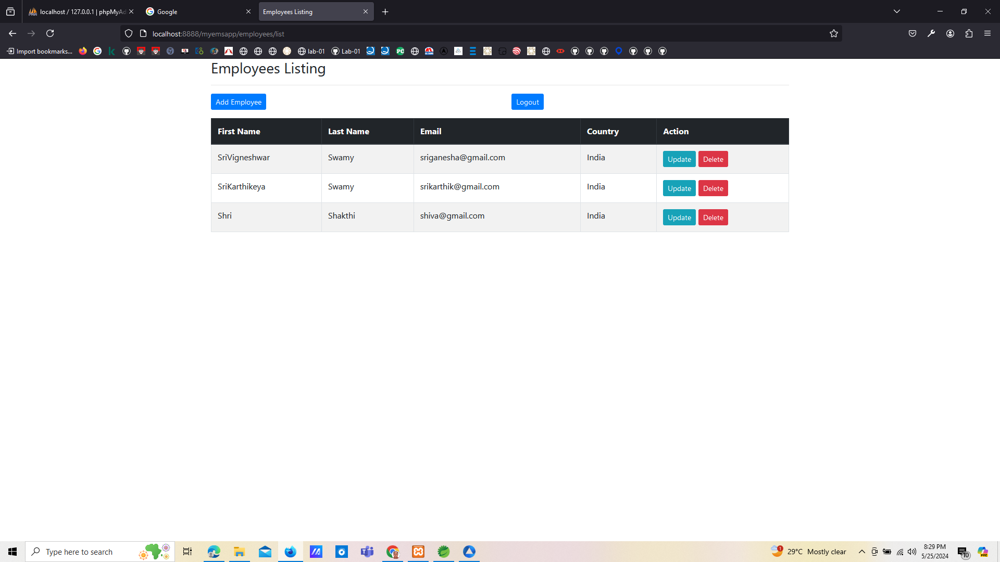 localhost / 127.0.0.1 | phpMyAd
Google
Employees Listing
localhost:8888/myemsapp/employees/list
Import bookmarks...
lab-01
Lab-01
Employees Listing
Add Employee
Logout
First Name Last Name Email Country Action
SriVigneshwar Swamy sriganesha@gmail.com India Update Delete
SriKarthikeya Swamy srikarthik@gmail.com India Update Delete
Shri Shakthi shiva@gmail.com India Update Delete
Type here to search
29°C Mostly clear
8:29 PM
5/25/2024
10